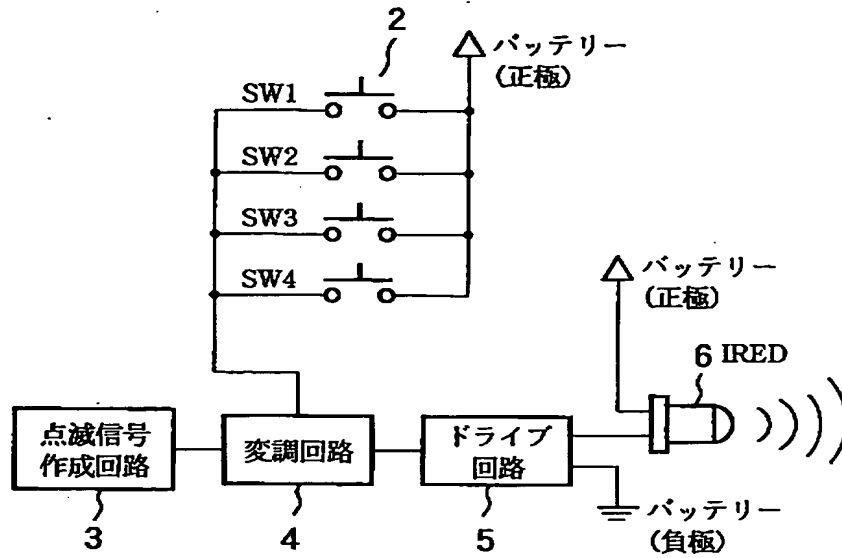 2
バッテリー
(正極)
SW1
SW2
SW3
SW4
バッテリー
(正極)
6 IRED
点滅信号
作成回路
変調回路
ドライブ
回路
3
4
5
バッテリー
(負極)